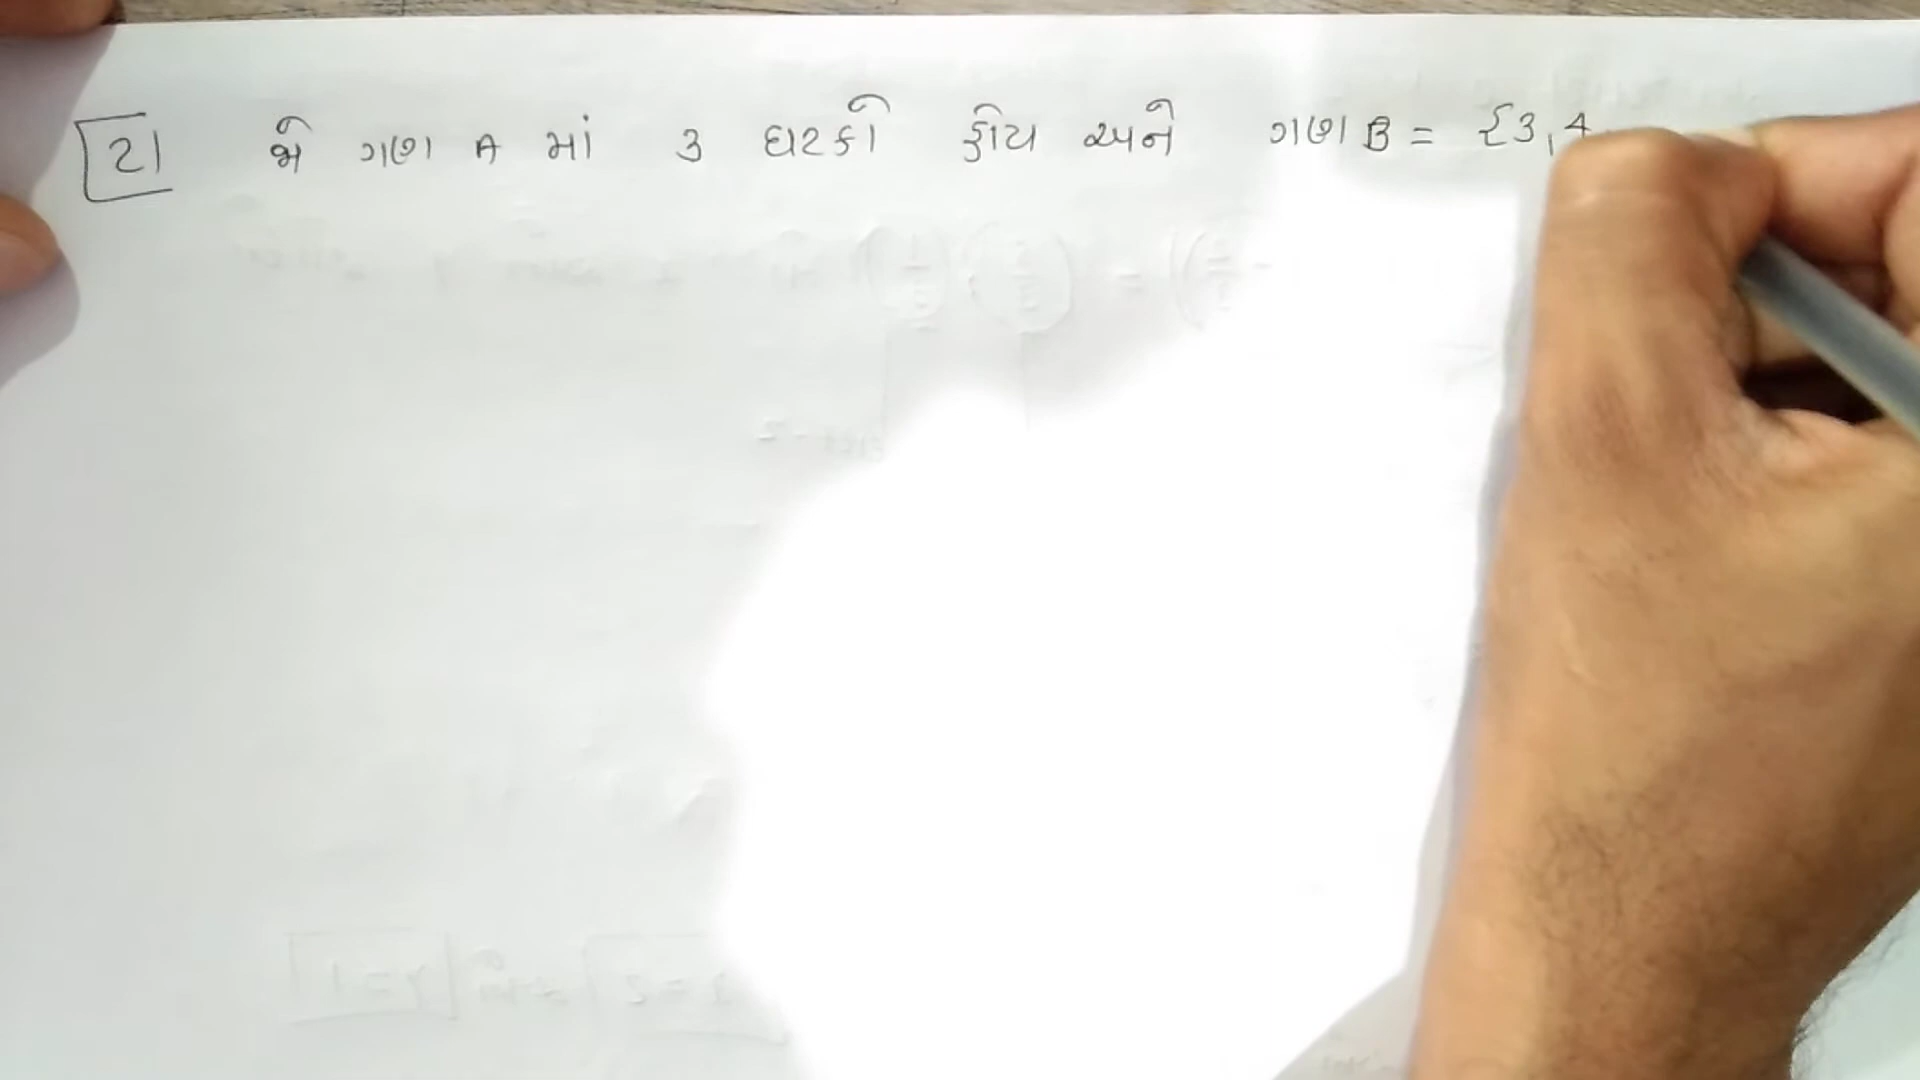 21 જો ગણ A માં 3 ઘટકો હોય અને ગણ B = {3, 4